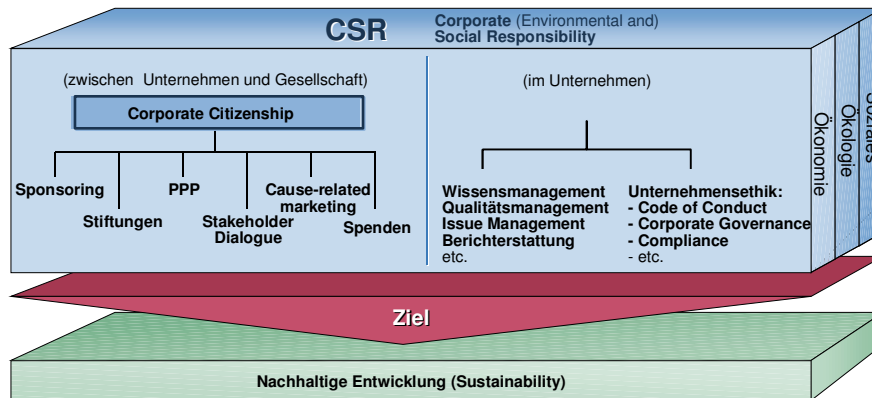 CSR
Corporate (Environmental and)
Social Responsibility
(zwischen Unternehmen und Gesellschaft)
Corporate Citizenship
Sponsoring
Stiftungen
PPP
Stakeholder
Dialogue
Cause-related
marketing
Spenden
(im Unternehmen)
Wissensmanagement
Qualitätsmanagement
Issue Management
Berichterstattung
etc.
Unternehmensethik:
- Code of Conduct
- Corporate Governance
- Compliance
- etc.
Ökonomie
Ökologie
Soziales
Ziel
Nachhaltige Entwicklung (Sustainability)